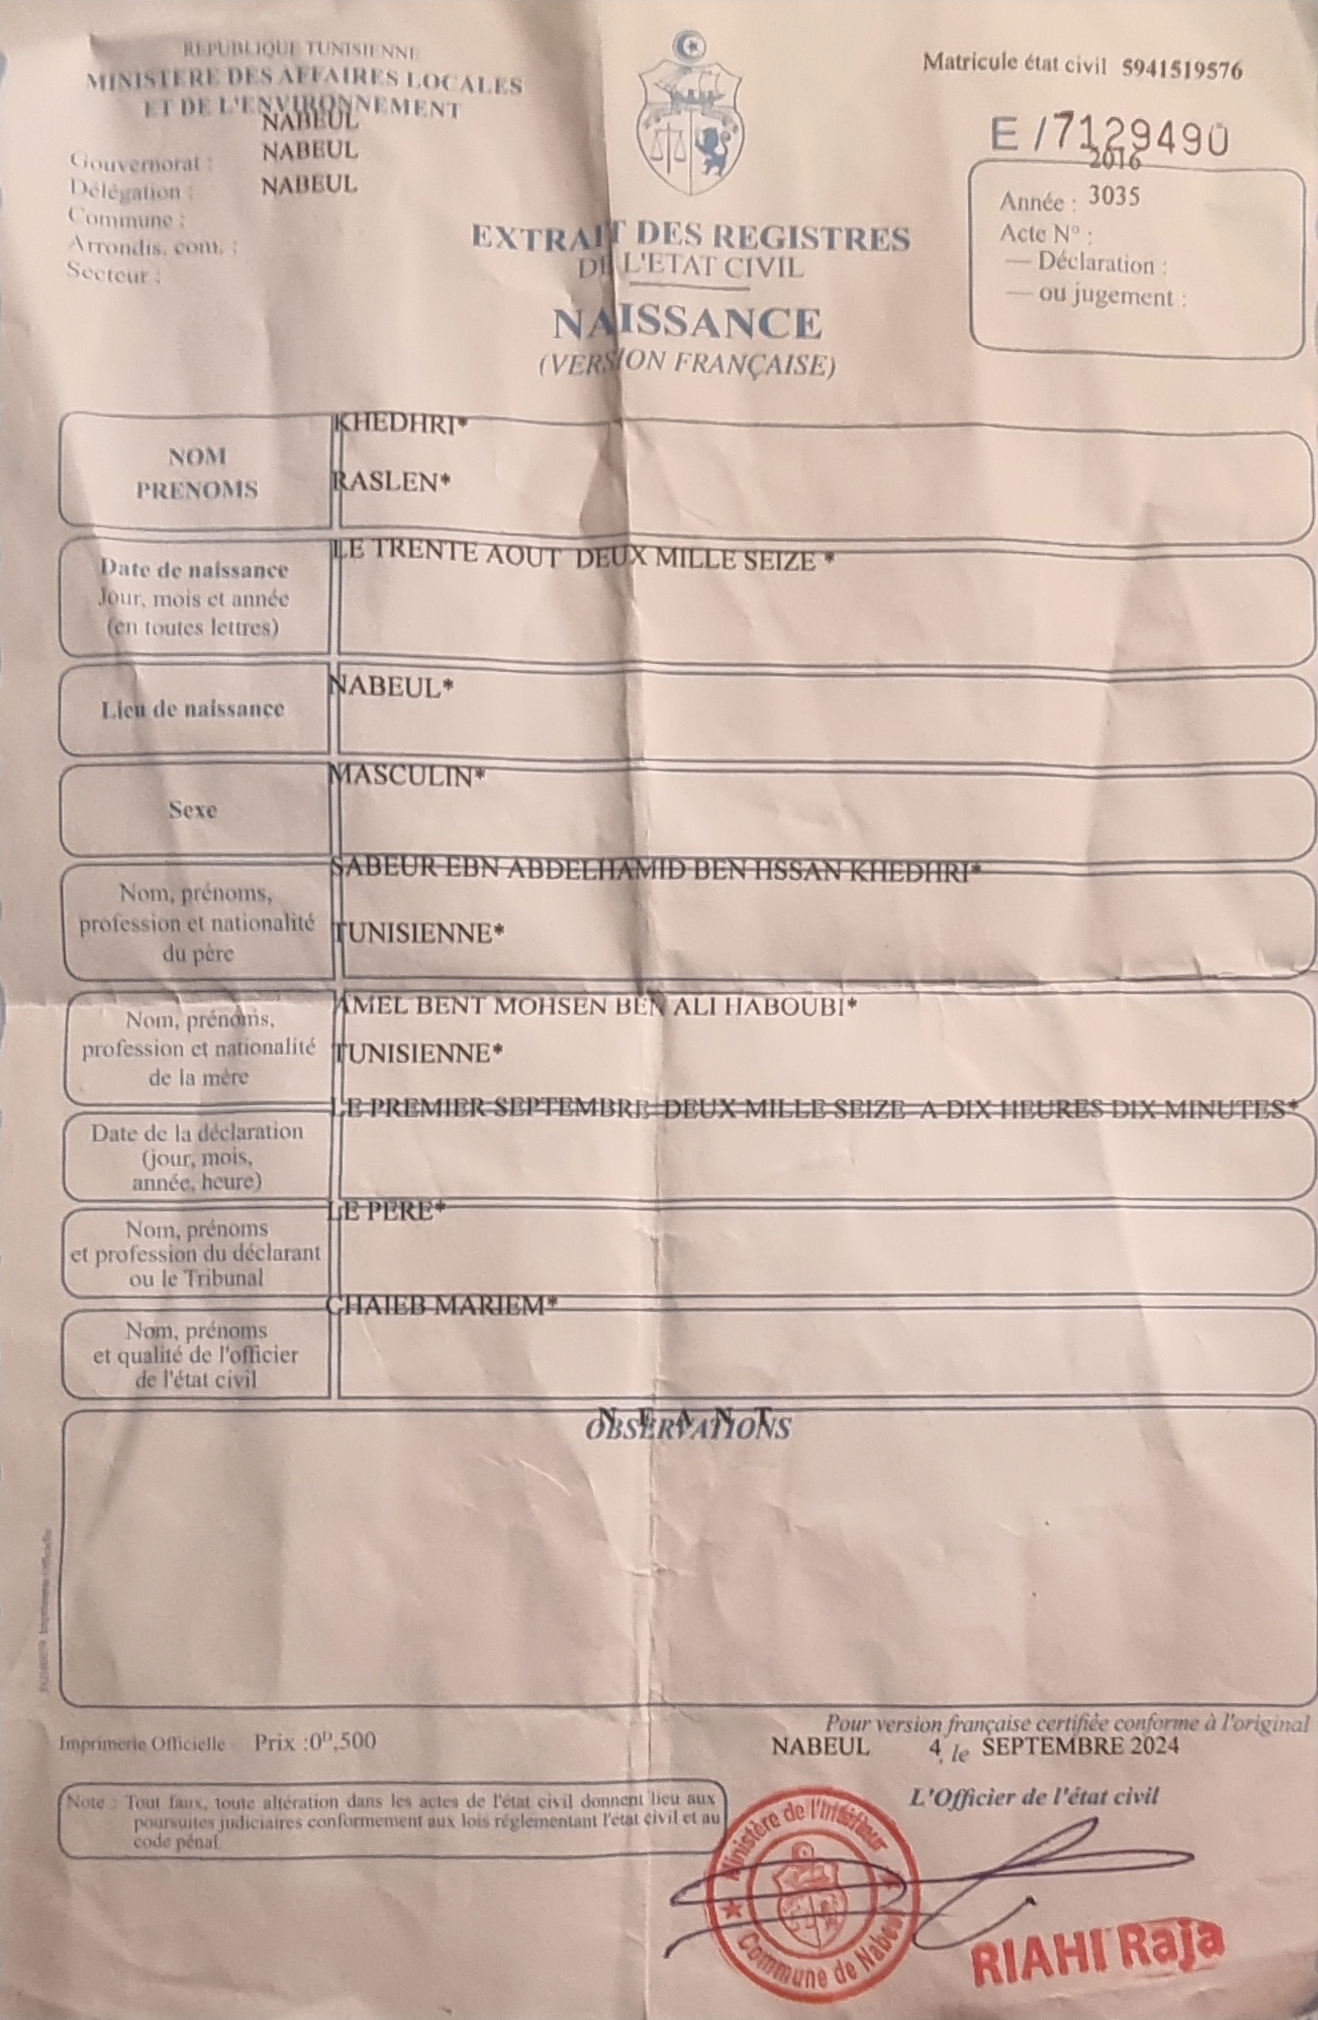 REPUBLIQUE TUNISIENNE
MINISTERE DES AFFAIRES LOCALES
ET DE L'ENVIRONNEMENT
NABEUL
Gouvernorat : NABEUL
Délégation : NABEUL
Commune :
Arrondis. com. :
Secteur :
Matricule état civil 5941519576
E /7129490
2016
Année : 3035
Acte N° :
— Déclaration :
— ou jugement :
EXTRAIT DES REGISTRES
DE L'ETAT CIVIL
NAISSANCE
(VERSION FRANÇAISE)
KHEDHRI*
NOM
PRENOMS
RASLEN*
LE TRENTE AOUT DEUX MILLE SEIZE *
Date de naissance
Jour, mois et année
(en toutes lettres)
NABEUL*
Lieu de naissance
MASCULIN*
Sexe
SABEUR EBN ABDELHAMID BEN HSSAN KHEDHRI*
Nom, prénoms,
profession et nationalité
du père
TUNISIENNE*
AMEL BENT MOHSEN BEN ALI HABOUBI*
Nom, prénoms,
profession et nationalité
de la mère
TUNISIENNE*
LE PREMIER SEPTEMBRE DEUX MILLE SEIZE A DIX HEURES DIX MINUTES*
Date de la déclaration
(jour, mois,
année, heure)
LE PERE*
Nom, prénoms
et profession du déclarant
ou le Tribunal
CHAIEB MARIEM*
Nom, prénoms
et qualité de l'officier
de l'état civil
N E A N T
OBSERVATIONS
Imprimerie Officielle Prix :0ᴰ,500
Pour version française certifiée conforme à l'original
NABEUL 4 le SEPTEMBRE 2024
L'Officier de l'état civil
Note : Tout faux, toute altération dans les actes de l'état civil donnent lieu aux
poursuites judiciaires conformement aux lois réglementant l'état civil et au
code pénal.
Ministère de l'Intérieur
Commune de Nabeul
RIAHI Raja